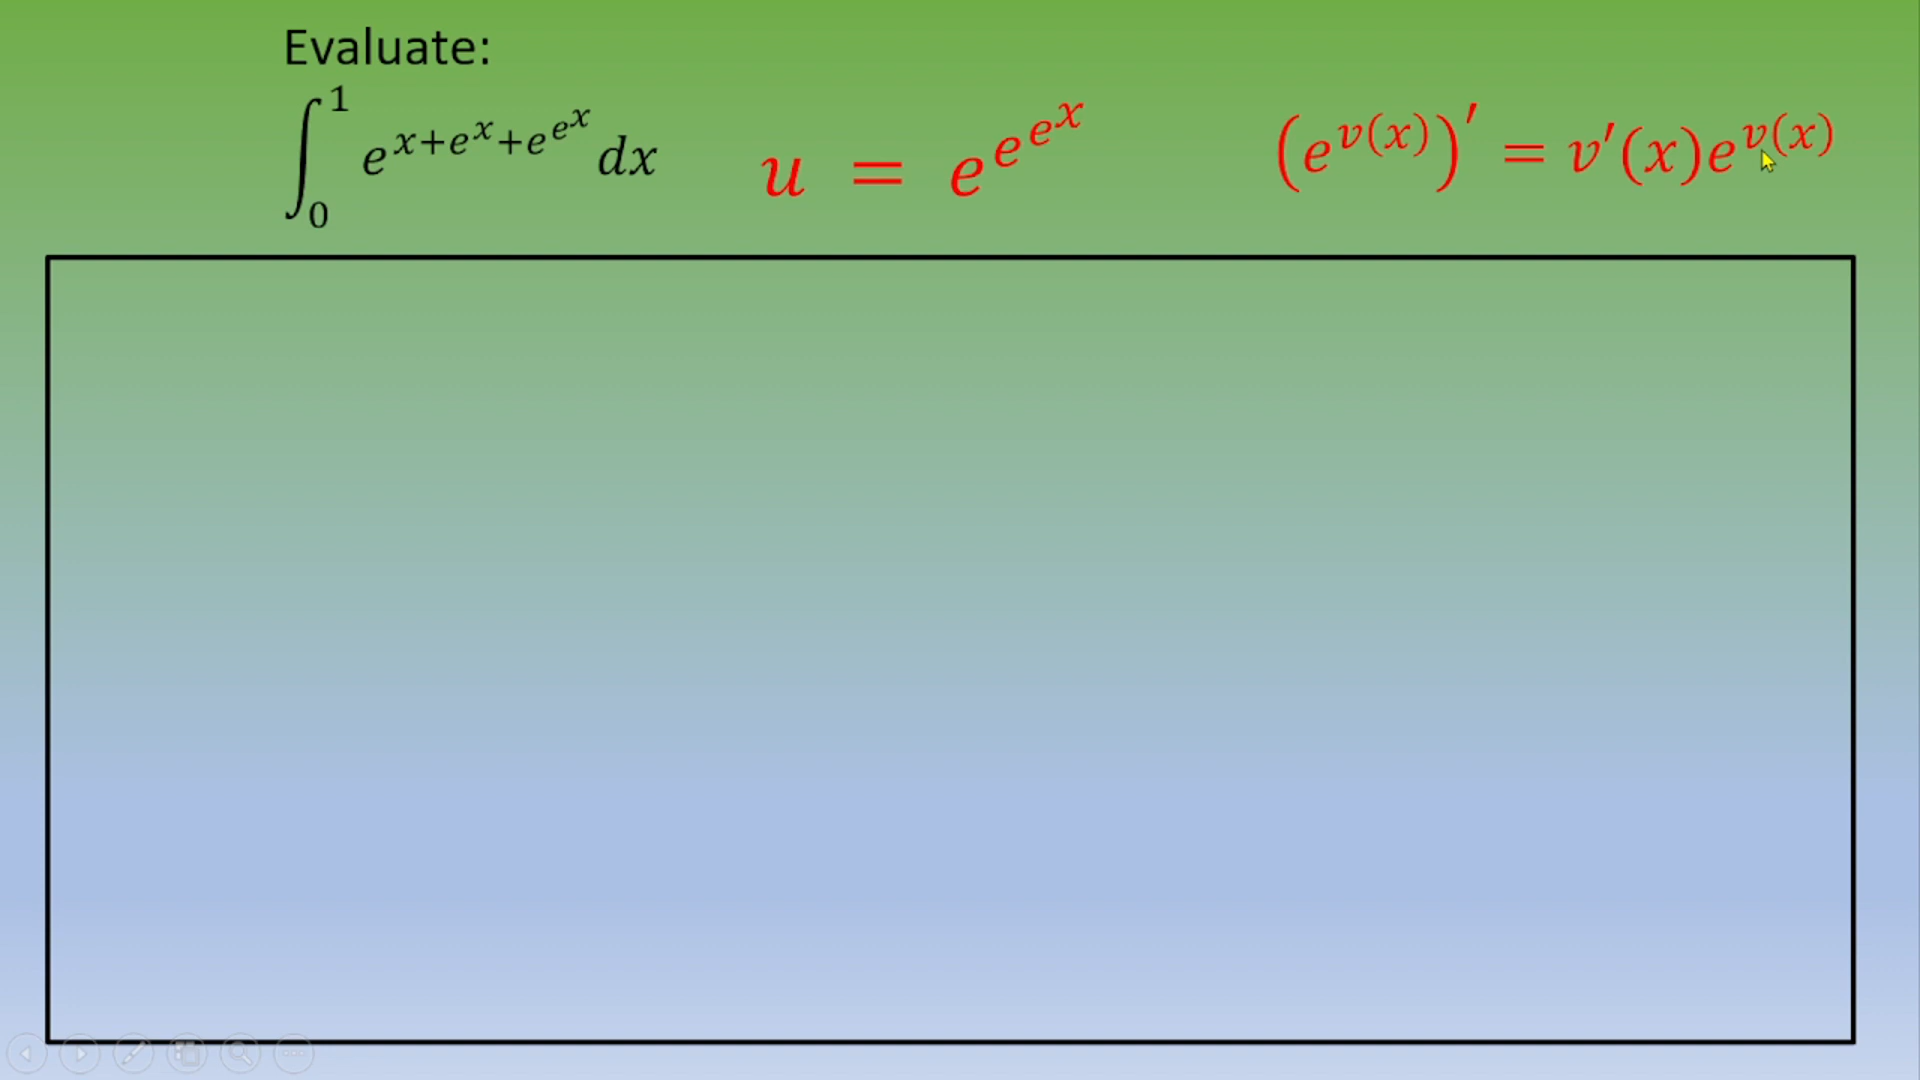 Evaluate:
∫₀¹ e^{x+e^x+e^{e^x}} dx
u = e^{e^{e^x}}
(e^{v(x)})′ = v′(x)e^{v(x)}